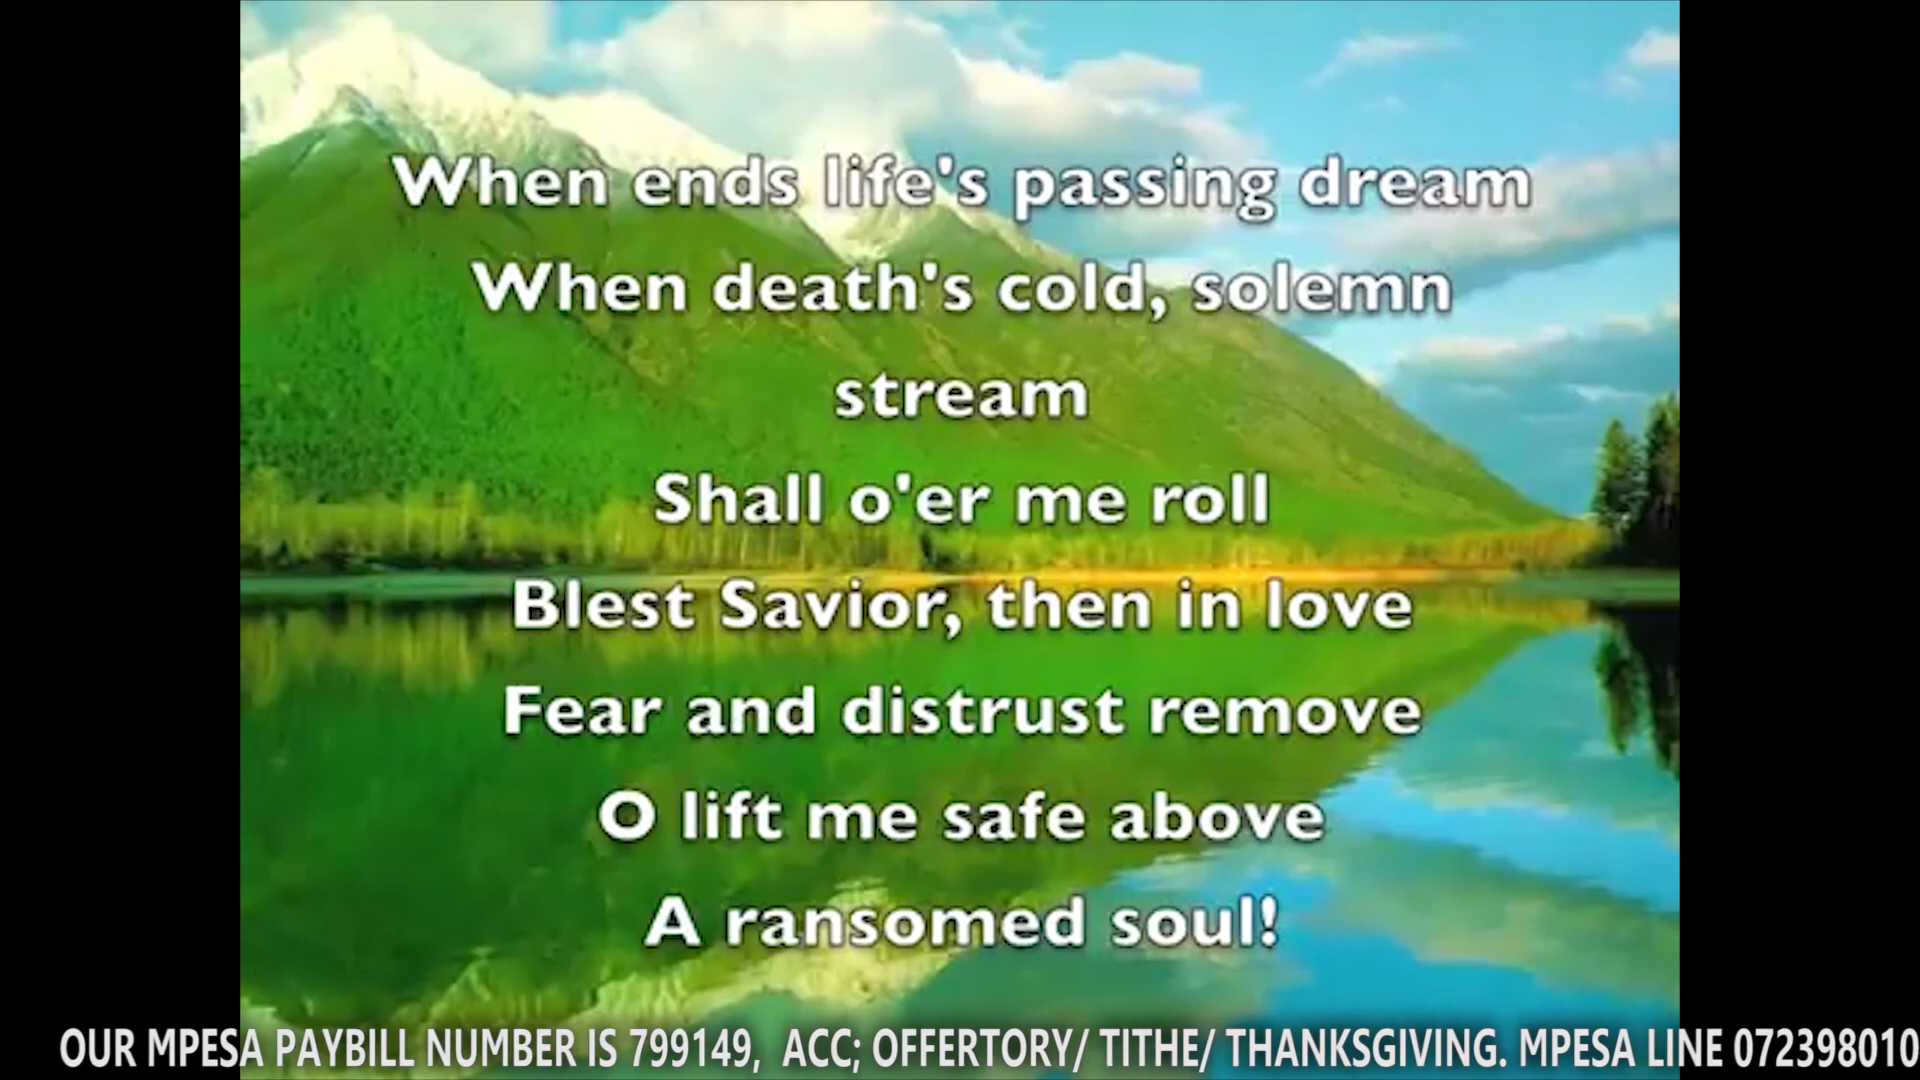 When ends life's passing dream
When death's cold, solemn
stream
Shall o'er me roll
Blest Savior, then in love
Fear and distrust remove
O lift me safe above
A ransomed soul!
OUR MPESA PAYBILL NUMBER IS 799149, ACC; OFFERTORY/ TITHE/ THANKSGIVING. MPESA LINE 072398010